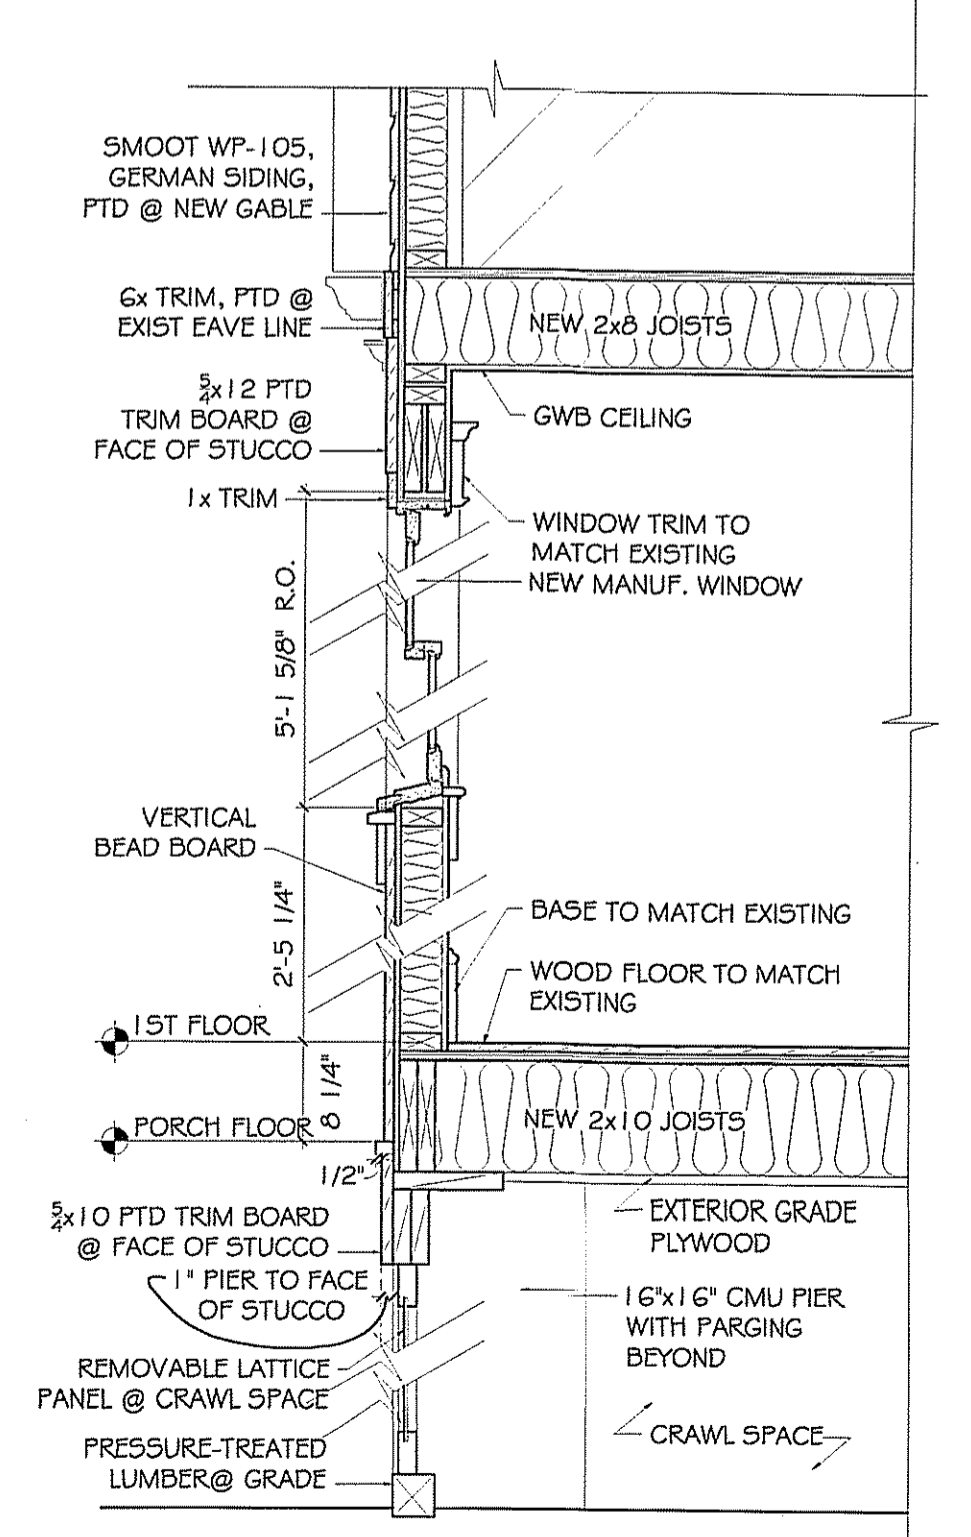 SMOOT WP-105,
GERMAN SIDING,
PTD @ NEW GABLE
6x TRIM, PTD @
EXIST EAVE LINE
NEW 2x8 JOISTS
5/4x12 PTD
TRIM BOARD @
FACE OF STUCCO
GWB CEILING
1x TRIM
WINDOW TRIM TO
MATCH EXISTING
NEW MANUF. WINDOW
5'-1 5/8" R.O.
VERTICAL
BEAD BOARD
2'-5 1/4"
BASE TO MATCH EXISTING
WOOD FLOOR TO MATCH
EXISTING
1ST FLOOR
8 1/4"
PORCH FLOOR
NEW 2x10 JOISTS
1/2"
5/4x10 PTD TRIM BOARD
@ FACE OF STUCCO
EXTERIOR GRADE
PLYWOOD
1" PIER TO FACE
OF STUCCO
16"x16" CMU PIER
WITH PARGING
BEYOND
REMOVABLE LATTICE
PANEL @ CRAWL SPACE
CRAWL SPACE
PRESSURE-TREATED
LUMBER@ GRADE